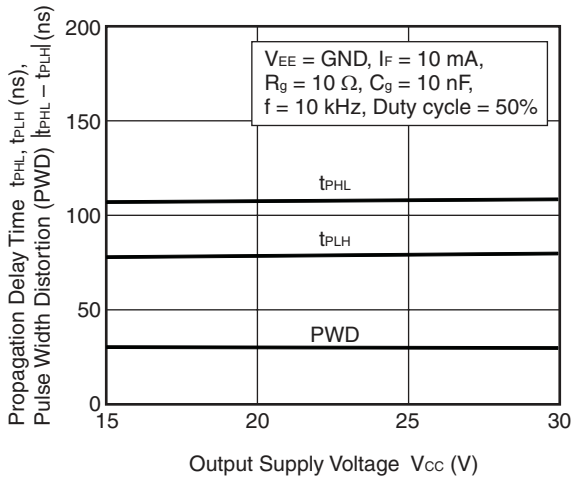 Propagation Delay Time tPHL, tPLH (ns),
Pulse Width Distortion (PWD) |tPHL – tPLH| (ns)
200
150
100
50
0
VEE = GND, IF = 10 mA,
Rg = 10 Ω, Cg = 10 nF,
f = 10 kHz, Duty cycle = 50%
tPHL
tPLH
PWD
15 20 25 30
Output Supply Voltage VCC (V)